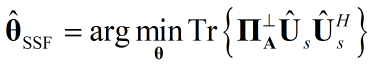 θ̂_SSF = arg min_θ Tr{Π_A^⊥ Û_s Û_s^H}